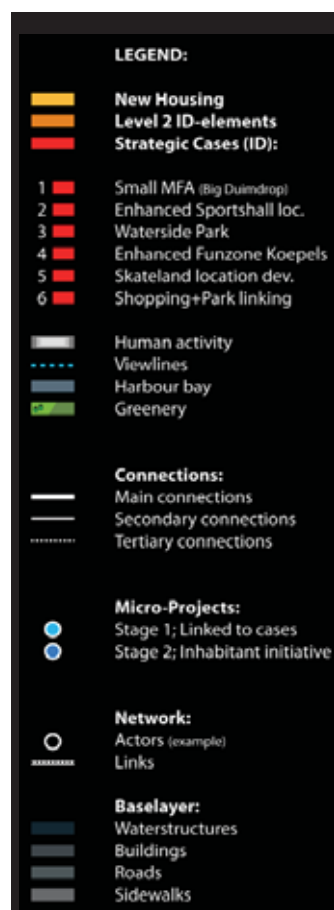 LEGEND:
New Housing
Level 2 ID-elements
Strategic Cases (ID):
1 Small MFA (Big Duimdrop)
2 Enhanced Sportshall loc.
3 Waterside Park
4 Enhanced Funzone Koepels
5 Skateland location dev.
6 Shopping+Park linking
Human activity
Viewlines
Harbour bay
Greenery
Connections:
Main connections
Secondary connections
Tertiary connections
Micro-Projects:
Stage 1; Linked to cases
Stage 2; Inhabitant initiative
Network:
Actors (example)
Links
Baselayer:
Waterstructures
Buildings
Roads
Sidewalks